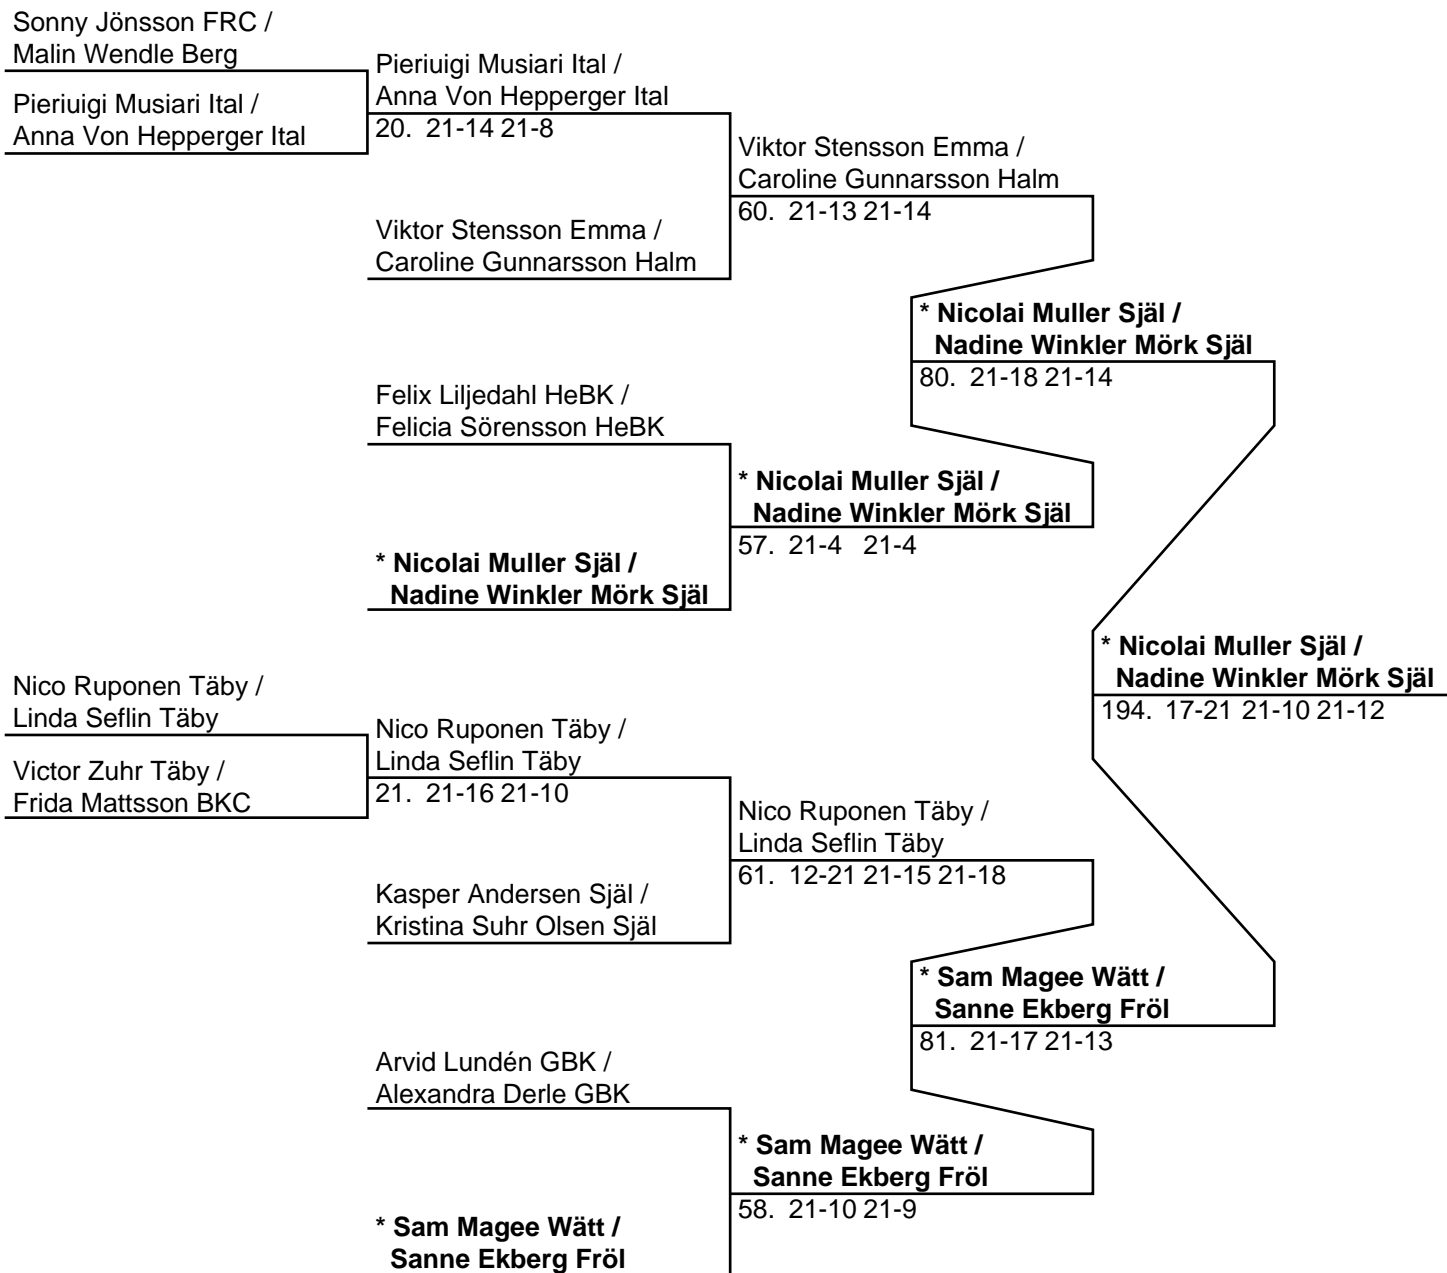 Sonny Jönsson FRC /
Malin Wendle Berg
Pieriuigi Musiari Ital /
Anna Von Hepperger Ital
Pieriuigi Musiari Ital /
Anna Von Hepperger Ital
20. 21-14 21-8
Viktor Stensson Emma /
Caroline Gunnarsson Halm
60. 21-13 21-14
Viktor Stensson Emma /
Caroline Gunnarsson Halm
* Nicolai Muller Själ /
Nadine Winkler Mörk Själ
80. 21-18 21-14
Felix Liljedahl HeBK /
Felicia Sörensson HeBK
* Nicolai Muller Själ /
Nadine Winkler Mörk Själ
57. 21-4 21-4
* Nicolai Muller Själ /
Nadine Winkler Mörk Själ
* Nicolai Muller Själ /
Nadine Winkler Mörk Själ
194. 17-21 21-10 21-12
Nico Ruponen Täby /
Linda Seflin Täby
Victor Zuhr Täby /
Frida Mattsson BKC
Nico Ruponen Täby /
Linda Seflin Täby
21. 21-16 21-10
Nico Ruponen Täby /
Linda Seflin Täby
61. 12-21 21-15 21-18
Kasper Andersen Själ /
Kristina Suhr Olsen Själ
* Sam Magee Wätt /
Sanne Ekberg Fröl
81. 21-17 21-13
Arvid Lundén GBK /
Alexandra Derle GBK
* Sam Magee Wätt /
Sanne Ekberg Fröl
58. 21-10 21-9
* Sam Magee Wätt /
Sanne Ekberg Fröl